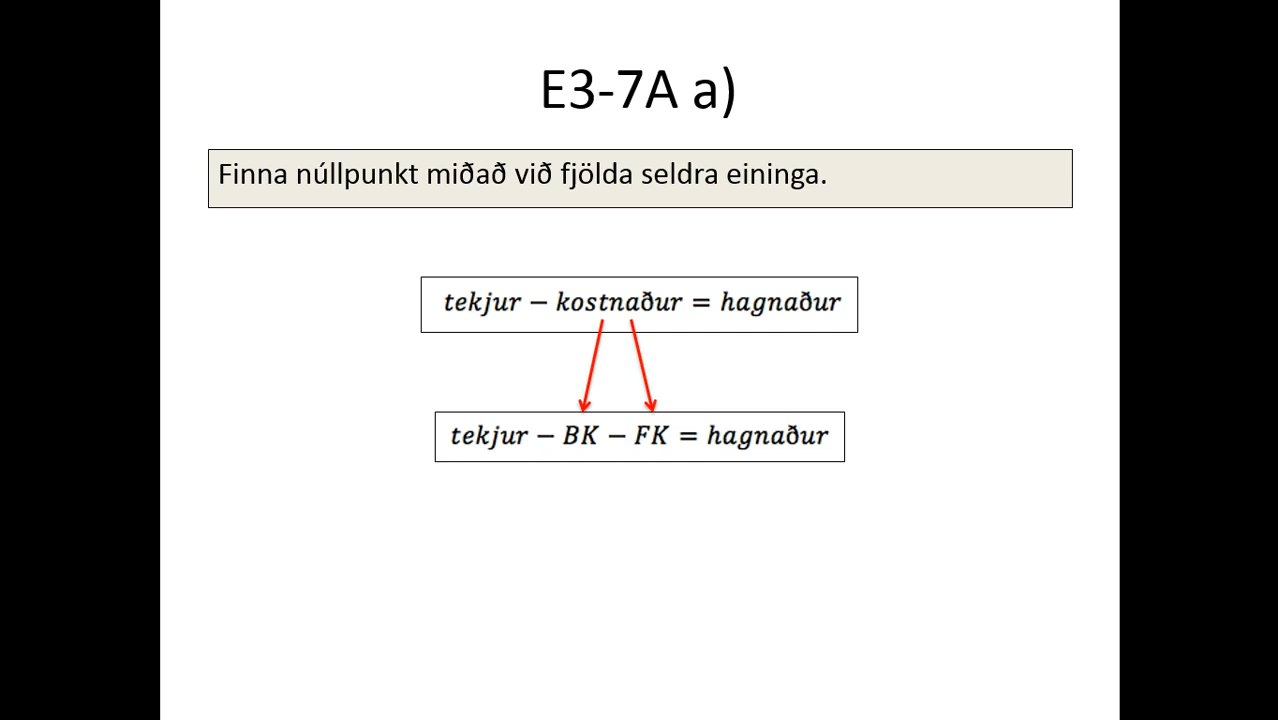 E3-7A a)
Finna núllpunkt miðað við fjölda seldra eininga.
tekjur − kostnaður = hagnaður
tekjur − BK − FK = hagnaður